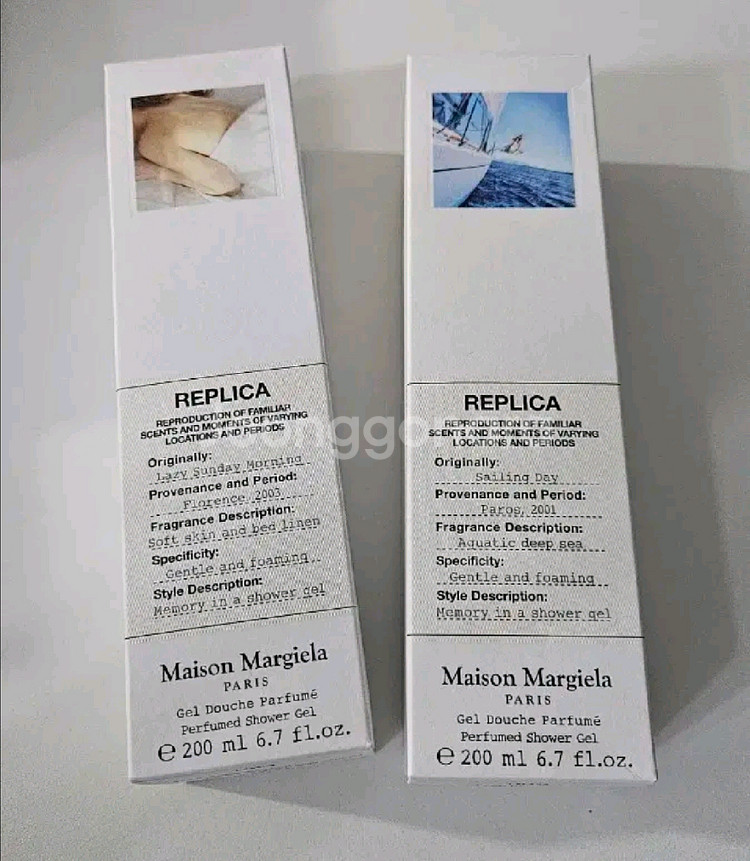 REPLICA
REPRODUCTION OF FAMILIAR
SCENTS AND MOMENTS OF VARYING
LOCATIONS AND PERIODS
Originally:
Lazy Sunday Morning
Provenance and Period:
Florence, 2003
Fragrance Description:
Soft skin and bed linen
Specificity:
Gentle and foaming
Style Description:
Memory in a shower gel
Maison Margiela
PARIS
Gel Douche Parfumé
Perfumed Shower Gel
℮ 200 ml 6.7 fl.oz.
REPLICA
REPRODUCTION OF FAMILIAR
SCENTS AND MOMENTS OF VARYING
LOCATIONS AND PERIODS
Originally:
Sailing Day
Provenance and Period:
Paros, 2001
Fragrance Description:
Aquatic deep sea
Specificity:
Gentle and foaming
Style Description:
Memory in a shower gel
Maison Margiela
PARIS
Gel Douche Parfumé
Perfumed Shower Gel
℮ 200 ml 6.7 fl.oz.